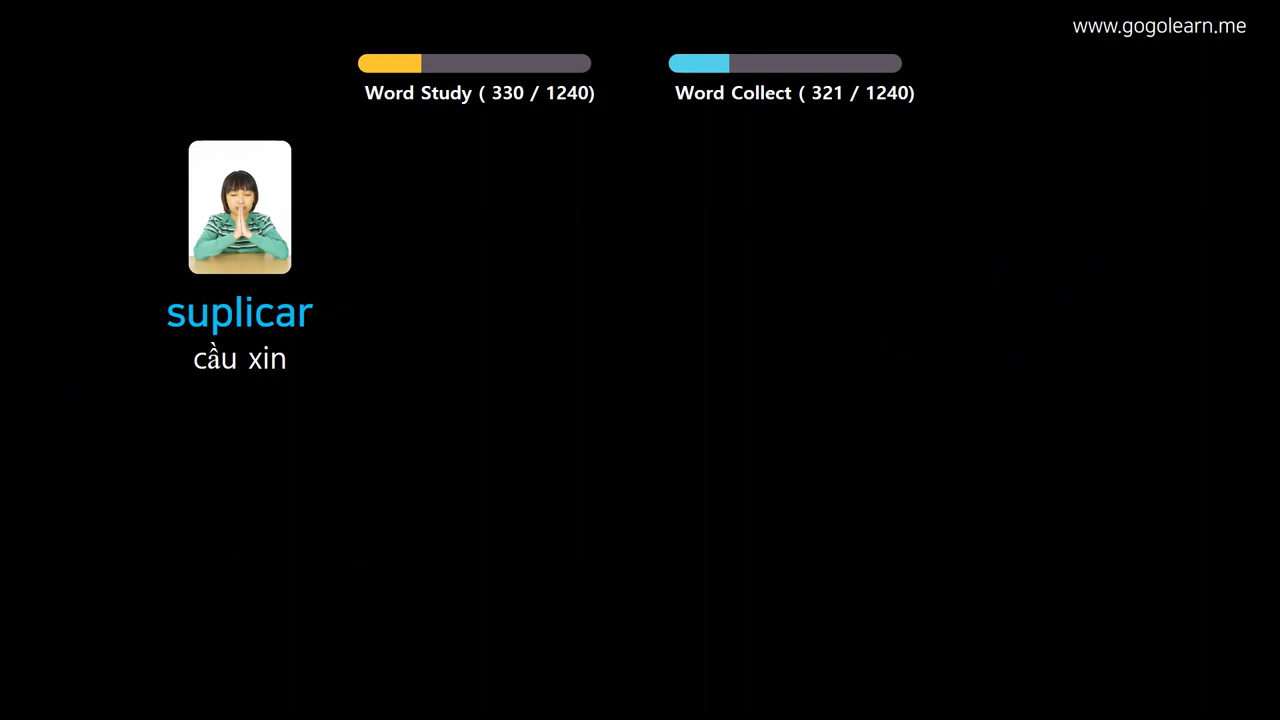 www.gogolearn.me
Word Study ( 330 / 1240)
Word Collect ( 321 / 1240)
suplicar
cầu xin